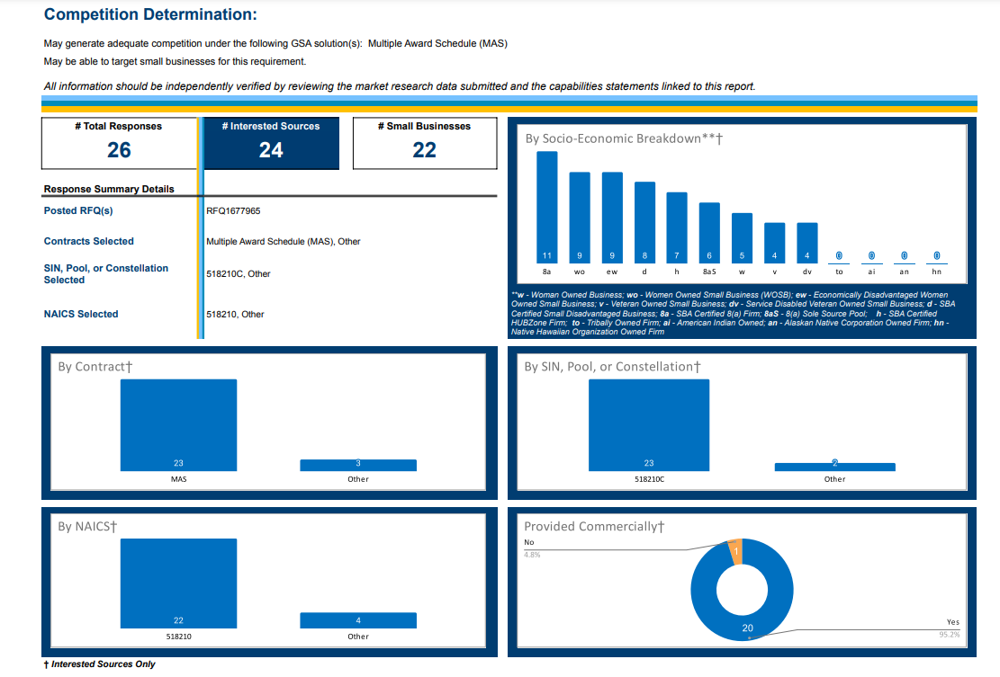 Competition Determination:
May generate adequate competition under the following GSA solution(s): Multiple Award Schedule (MAS)
May be able to target small businesses for this requirement.
All information should be independently verified by reviewing the market research data submitted and the capabilities statements linked to this report.
# Total Responses
26
# Interested Sources
24
# Small Businesses
22
Response Summary Details
Posted RFQ(s)
RFQ1677965
Contracts Selected
Multiple Award Schedule (MAS), Other
SIN, Pool, or Constellation
Selected
518210C, Other
NAICS Selected
518210, Other
By Socio-Economic Breakdown**†
11 9 9 8 7 6 5 4 4 0 0 0 0
8a wo ew d h 8aS w v dv to ai an hn
**w - Woman Owned Business; wo - Women Owned Small Business (WOSB); ew - Economically Disadvantaged Women
Owned Small Business; v - Veteran Owned Small Business; dv - Service Disabled Veteran Owned Small Business; d - SBA
Certified Small Disadvantaged Business; 8a - SBA Certified 8(a) Firm; 8aS - 8(a) Sole Source Pool; h - SBA Certified
HUBZone Firm; to - Tribally Owned Firm; ai - American Indian Owned; an - Alaskan Native Corporation Owned Firm; hn -
Native Hawaiian Organization Owned Firm
By Contract†
23 3
MAS Other
By SIN, Pool, or Constellation†
23 2
518210C Other
By NAICS†
22 4
518210 Other
Provided Commercially†
No
4.8%
1
20
Yes
95.2%
† Interested Sources Only